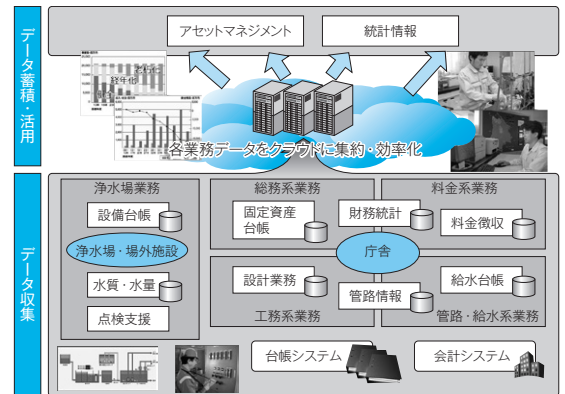 データ蓄積・活用
アセットマネジメント
統計情報
老朽化
経年化
各業務データをクラウドに集約・効率化
データ収集
浄水場業務
設備台帳
浄水場・場外施設
水質・水量
点検支援
総務系業務
固定資産
台帳
財務統計
料金系業務
料金徴収
庁舎
設計業務
工務系業務
管路情報
給水台帳
管路・給水系業務
台帳システム
会計システム